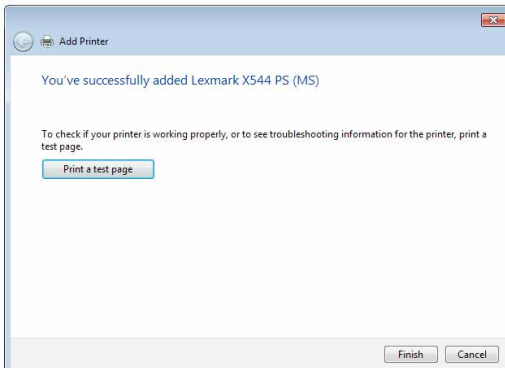 Add Printer
You've successfully added Lexmark X544 PS (MS)
To check if your printer is working properly, or to see troubleshooting information for the printer, print a
test page.
Print a test page
Finish
Cancel